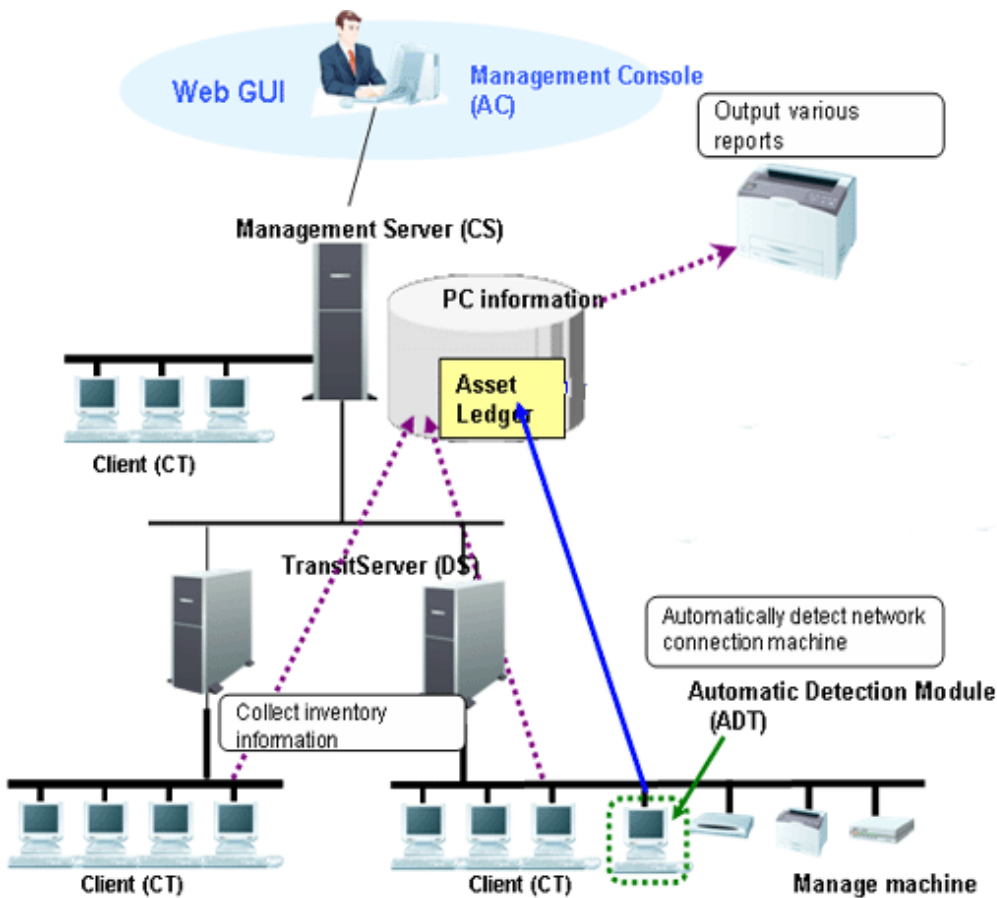 Web GUI
Management Console
(AC)
Output various
reports
Management Server (CS)
PC information
Asset
Ledger
Client (CT)
TransitServer (DS)
Automatically detect network
connection machine
Automatic Detection Module
(ADT)
Collect inventory
information
Client (CT)
Client (CT)
Manage machine